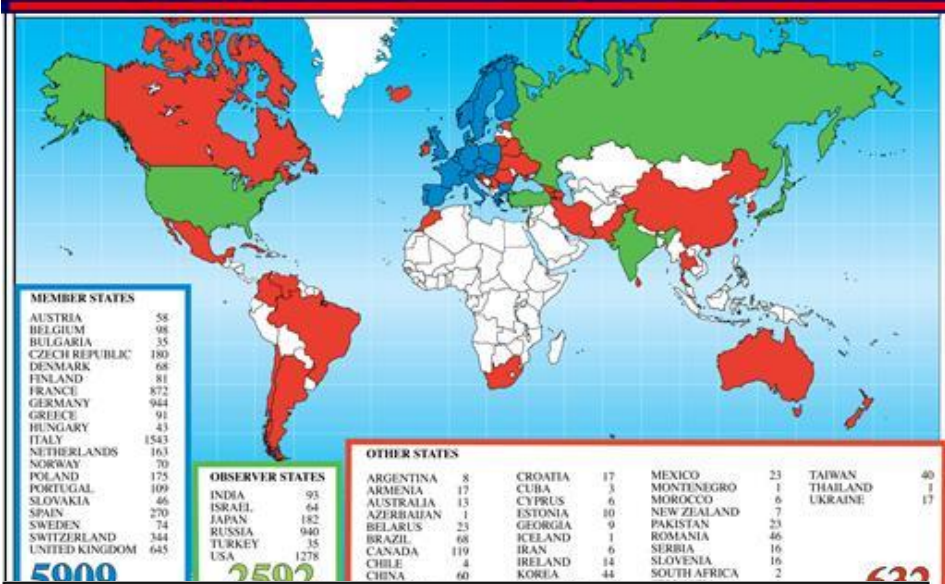 MEMBER STATES
AUSTRIA 58
BELGIUM 98
BULGARIA 35
CZECH REPUBLIC 180
DENMARK 68
FINLAND 81
FRANCE 872
GERMANY 944
GREECE 91
HUNGARY 43
ITALY 1543
NETHERLANDS 163
NORWAY 70
POLAND 175
PORTUGAL 109
SLOVAKIA 46
SPAIN 270
SWEDEN 74
SWITZERLAND 344
UNITED KINGDOM 645
5909
OBSERVER STATES
INDIA 93
ISRAEL 64
JAPAN 182
RUSSIA 940
TURKEY 35
USA 1278
2592
OTHER STATES
ARGENTINA 8
ARMENIA 17
AUSTRALIA 13
AZERBAIJAN 1
BELARUS 23
BRAZIL 68
CANADA 119
CHILE 4
CHINA 60
CROATIA 17
CUBA 3
CYPRUS 6
ESTONIA 10
GEORGIA 9
ICELAND 1
IRAN 6
IRELAND 14
KOREA 44
MEXICO 23
MONTENEGRO 1
MOROCCO 6
NEW ZEALAND 7
PAKISTAN 23
ROMANIA 46
SERBIA 16
SLOVENIA 16
SOUTH AFRICA 2
TAIWAN 40
THAILAND 1
UKRAINE 17
632